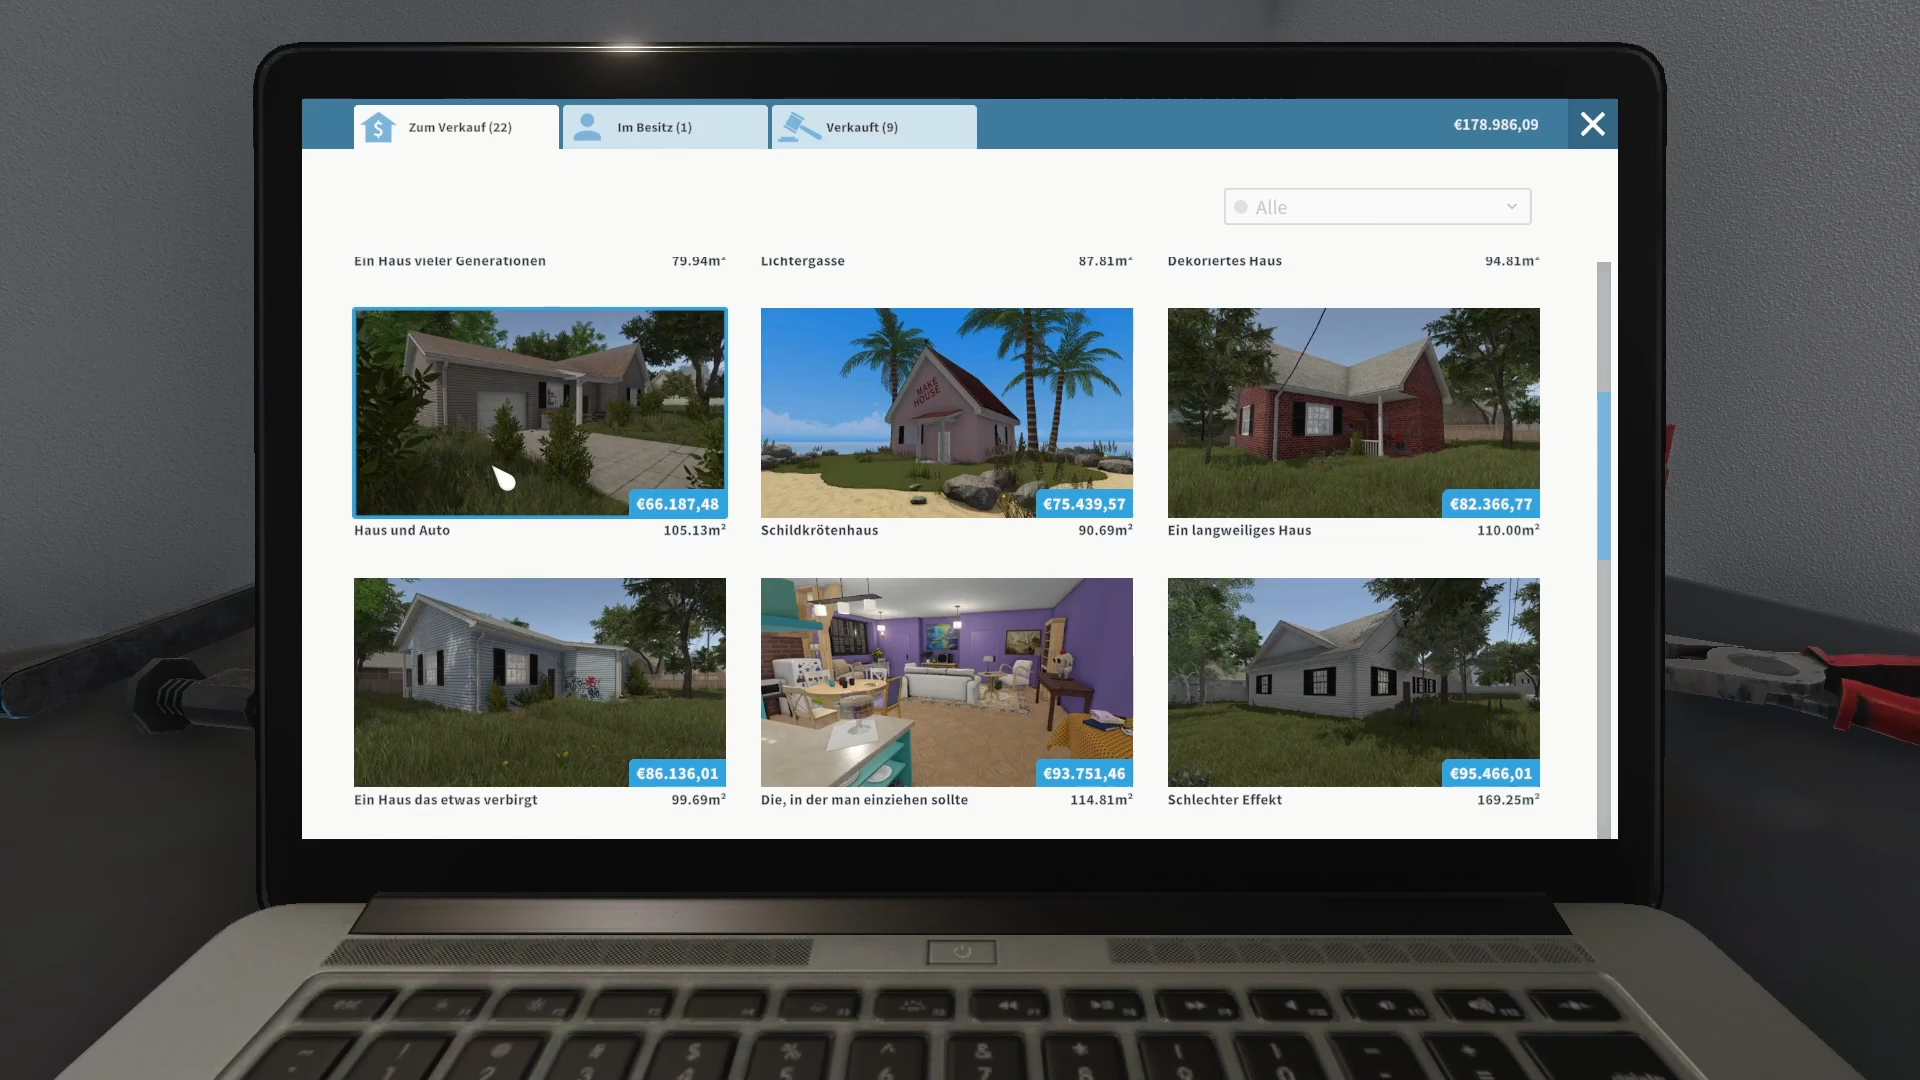 Zum Verkauf (22)
Im Besitz (1)
Verkauft (9)
€178.986,09
Alle
Ein Haus vieler Generationen
79.94m²
Lichtergasse
87.81m²
Dekoriertes Haus
94.81m²
MAKE
HOUSE
€66.187,48
€75.439,57
€82.366,77
Haus und Auto
105.13m²
Schildkrötenhaus
90.69m²
Ein langweiliges Haus
110.00m²
€86.136,01
€93.751,46
€95.466,01
Ein Haus das etwas verbirgt
99.69m²
Die, in der man einziehen sollte
114.81m²
Schlechter Effekt
169.25m²
esc